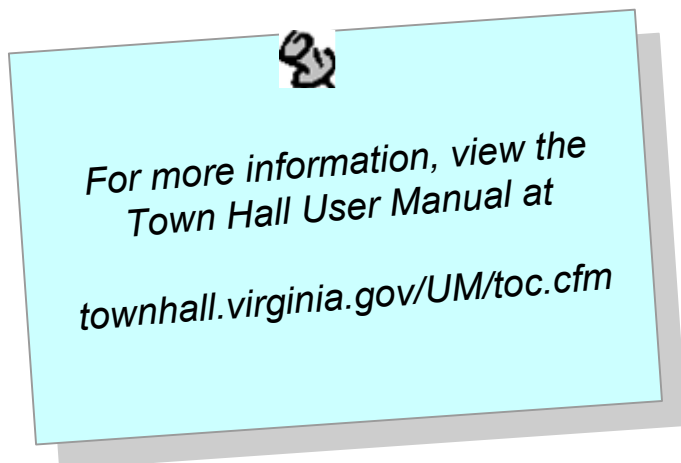 For more information, view the
Town Hall User Manual at
townhall.virginia.gov/UM/toc.cfm